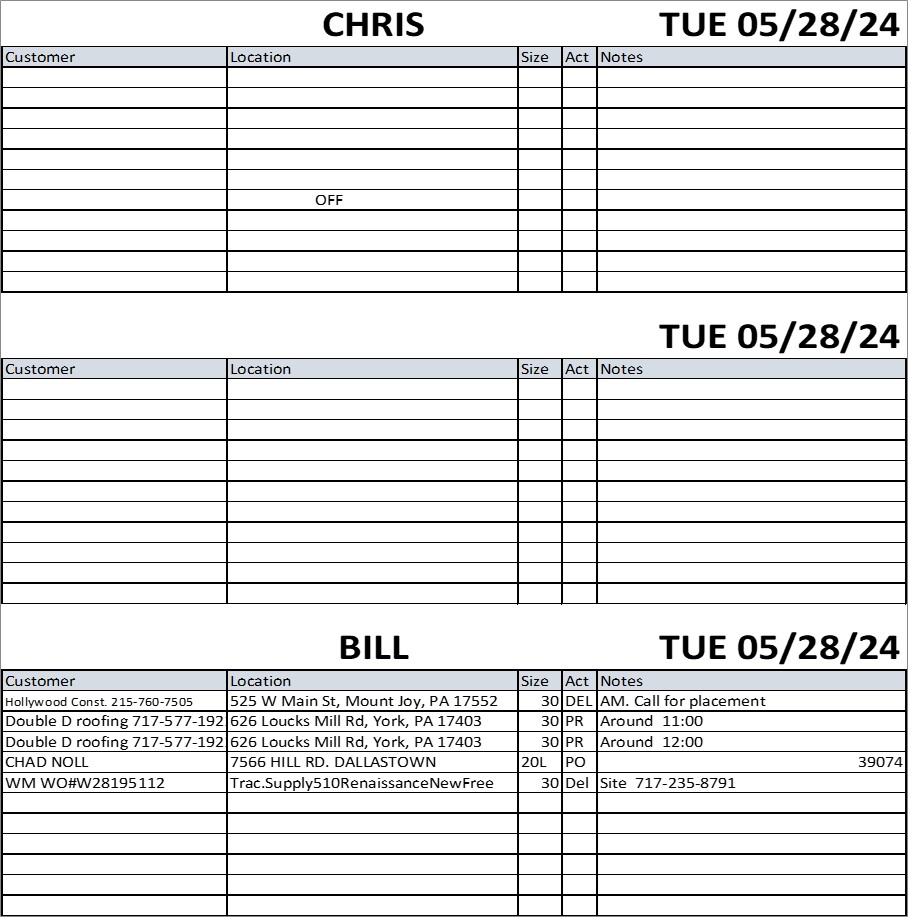 CHRIS TUE 05/28/24
Customer Location Size Act Notes
OFF
TUE 05/28/24
Customer Location Size Act Notes
BILL TUE 05/28/24
Customer Location Size Act Notes
Hollywood Const. 215-760-7505 525 W Main St, Mount Joy, PA 17552 30 DEL AM. Call for placement
Double D roofing 717-577-192 626 Loucks Mill Rd, York, PA 17403 30 PR Around 11:00
Double D roofing 717-577-192 626 Loucks Mill Rd, York, PA 17403 30 PR Around 12:00
CHAD NOLL 7566 HILL RD. DALLASTOWN 20L PO 39074
WM WO#W28195112 Trac.Supply510RenaissanceNewFree 30 Del Site 717-235-8791